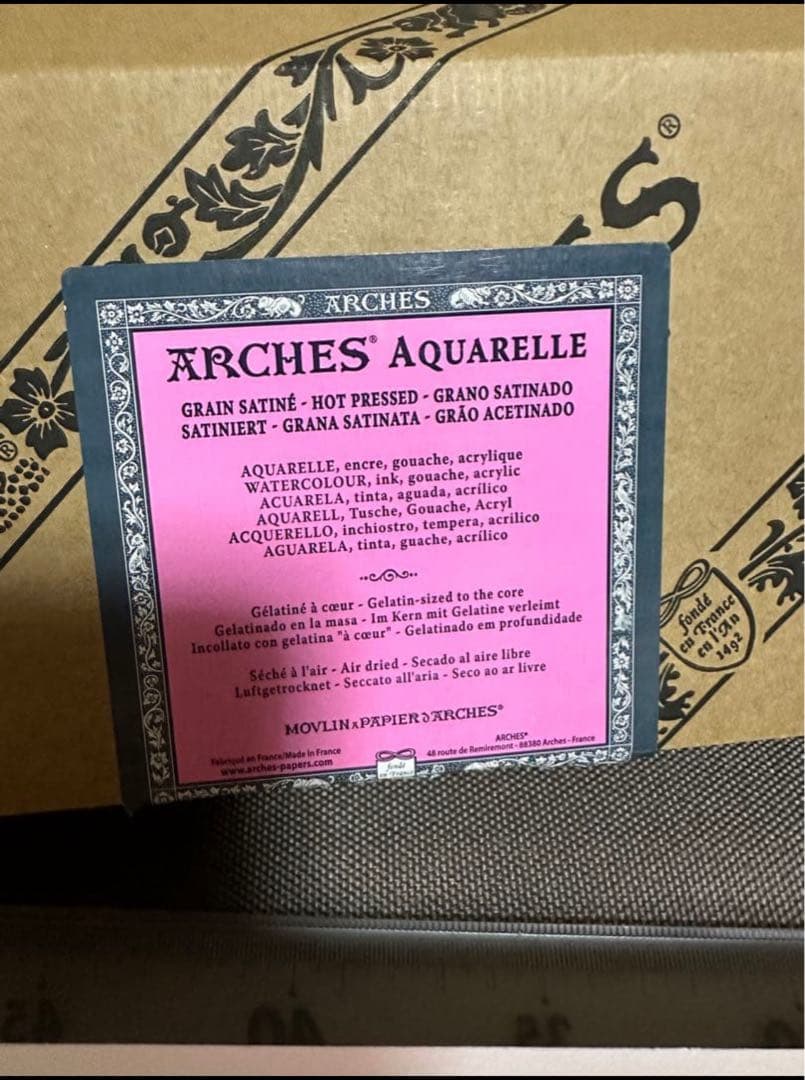 S®
®
ARCHES
ARCHES® AQUARELLE
GRAIN SATINÉ - HOT PRESSED - GRANO SATINADO
SATINIERT - GRANA SATINATA - GRÃO ACETINADO
AQUARELLE, encre, gouache, acrylique
WATERCOLOUR, ink, gouache, acrylic
ACUARELA, tinta, aguada, acrílico
AQUARELL, Tusche, Gouache, Acryl
ACQUERELLO, inchiostro, tempera, acrilico
AGUARELA, tinta, guache, acrílico
Gélatiné à cœur - Gelatin-sized to the core
Gelatinado en la masa - Im Kern mit Gelatine verleimt
Incollato con gelatina "à cœur" - Gelatinado em profundidade
Séché à l'air - Air dried - Secado al aire libre
Luftgetrocknet - Seccato all'aria - Seco ao ar livre
MOVLIN À PAPIER D'ARCHES®
Fabriqué en France/Made in France
www.arches-papers.com
ARCHES®
48 route de Remiremont - 88380 Arches - France
fondé
en France
fondé
en France
en l'An
1492